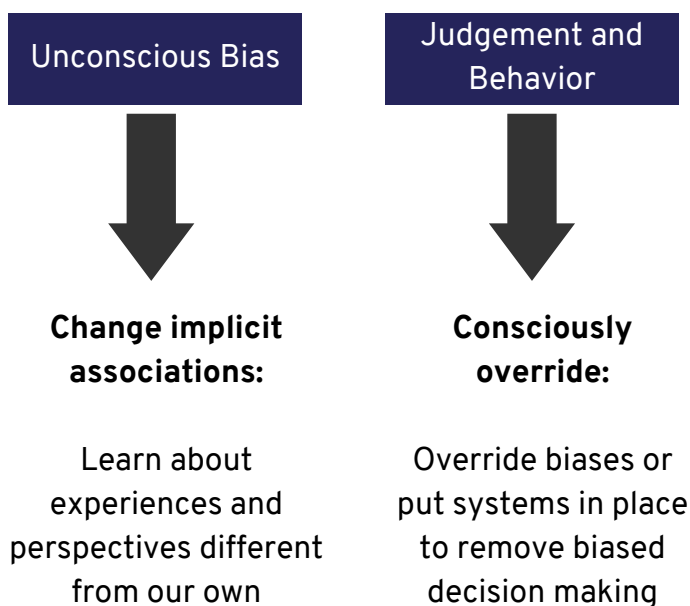 Unconscious Bias
Judgement and
Behavior
Change implicit
associations:
Learn about
experiences and
perspectives different
from our own
Consciously
override:
Override biases or
put systems in place
to remove biased
decision making